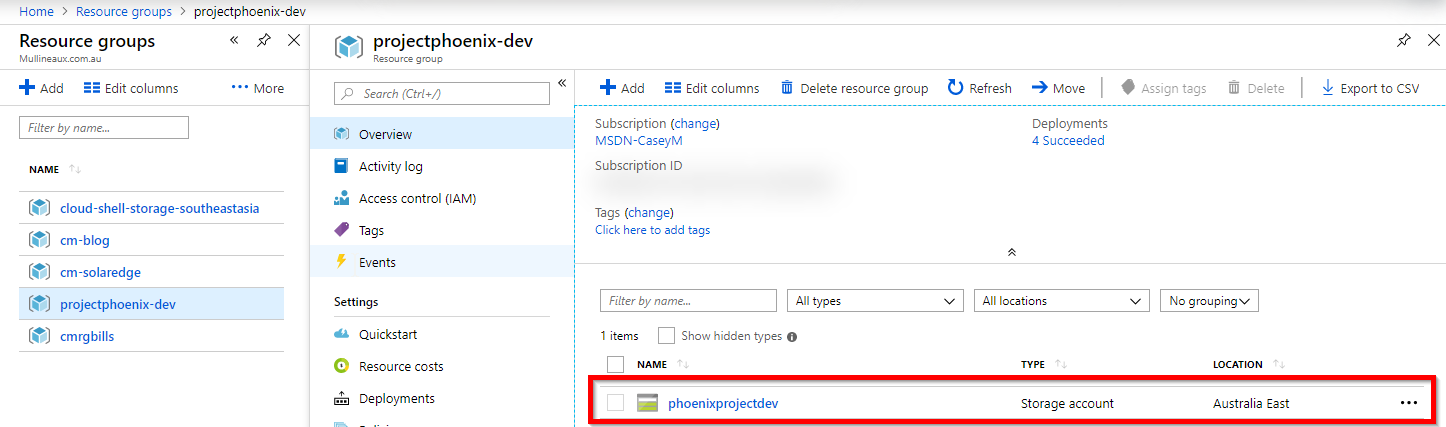 Home > Resource groups > projectphoenix-dev
Resource groups
Mullineaux.com.au
Add Edit columns More
Filter by name...
NAME
cloud-shell-storage-southeastasia
cm-blog
cm-solaredge
projectphoenix-dev
cmrgbills
projectphoenix-dev
Resource group
Search (Ctrl+/)
Overview
Activity log
Access control (IAM)
Tags
Events
Settings
Quickstart
Resource costs
Deployments
Add Edit columns Delete resource group Refresh Move Assign tags Delete Export to CSV
Subscription (change)
MSDN-CaseyM
Subscription ID
Tags (change)
Click here to add tags
Deployments
4 Succeeded
Filter by name... All types All locations No grouping
1 items Show hidden types
NAME TYPE LOCATION
phoenixprojectdev Storage account Australia East